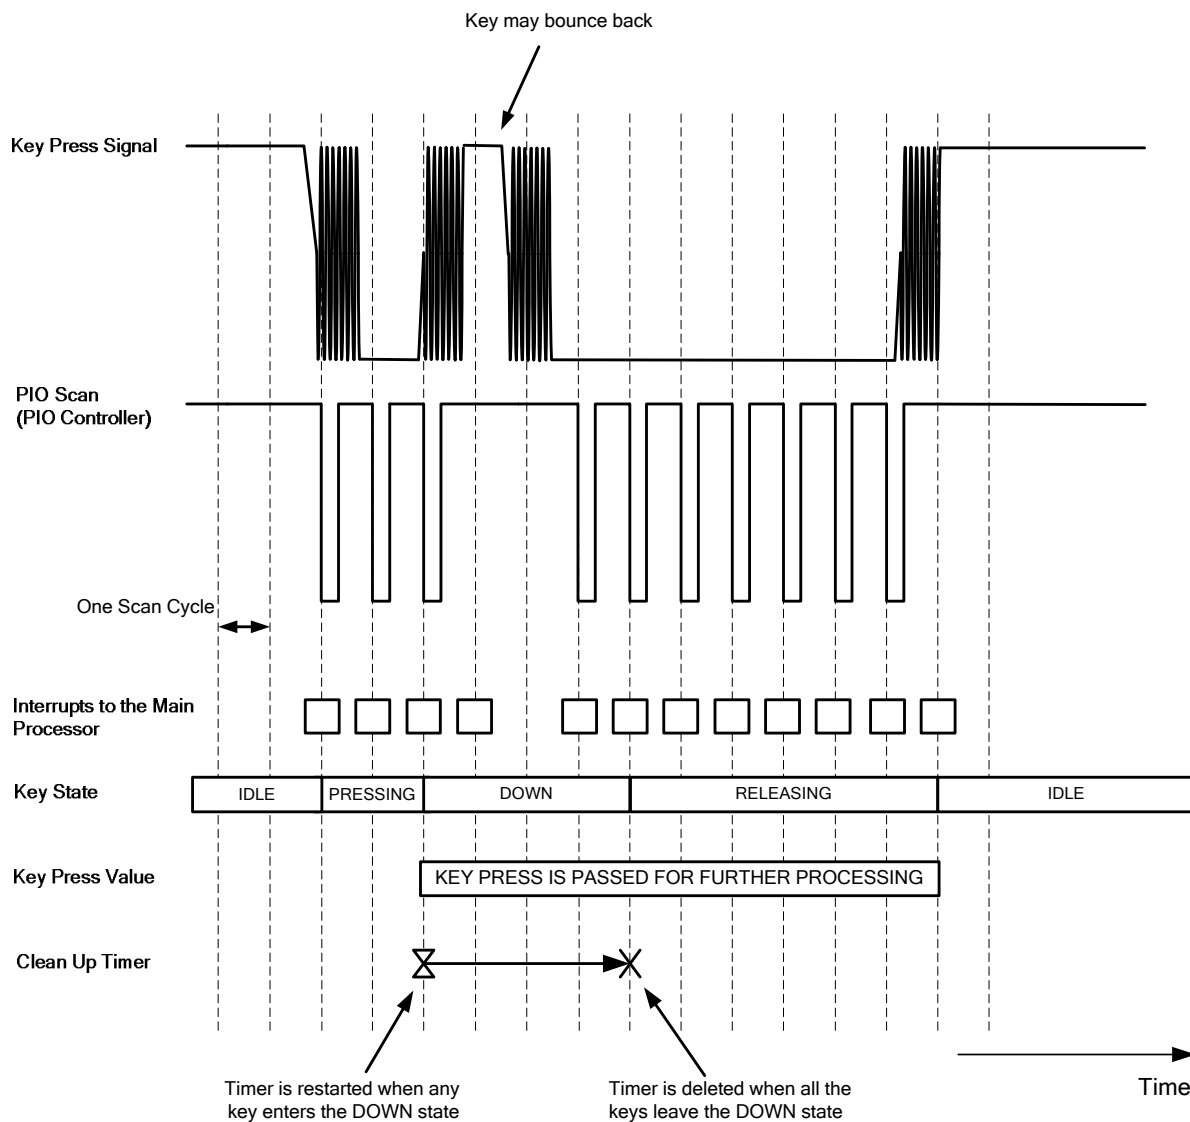 Key may bounce back
Key Press Signal
PIO Scan
(PIO Controller)
One Scan Cycle
Interrupts to the Main
Processor
Key State
IDLE
PRESSING
DOWN
RELEASING
IDLE
Key Press Value
KEY PRESS IS PASSED FOR FURTHER PROCESSING
Clean Up Timer
Time
Timer is restarted when any
key enters the DOWN state
Timer is deleted when all the
keys leave the DOWN state